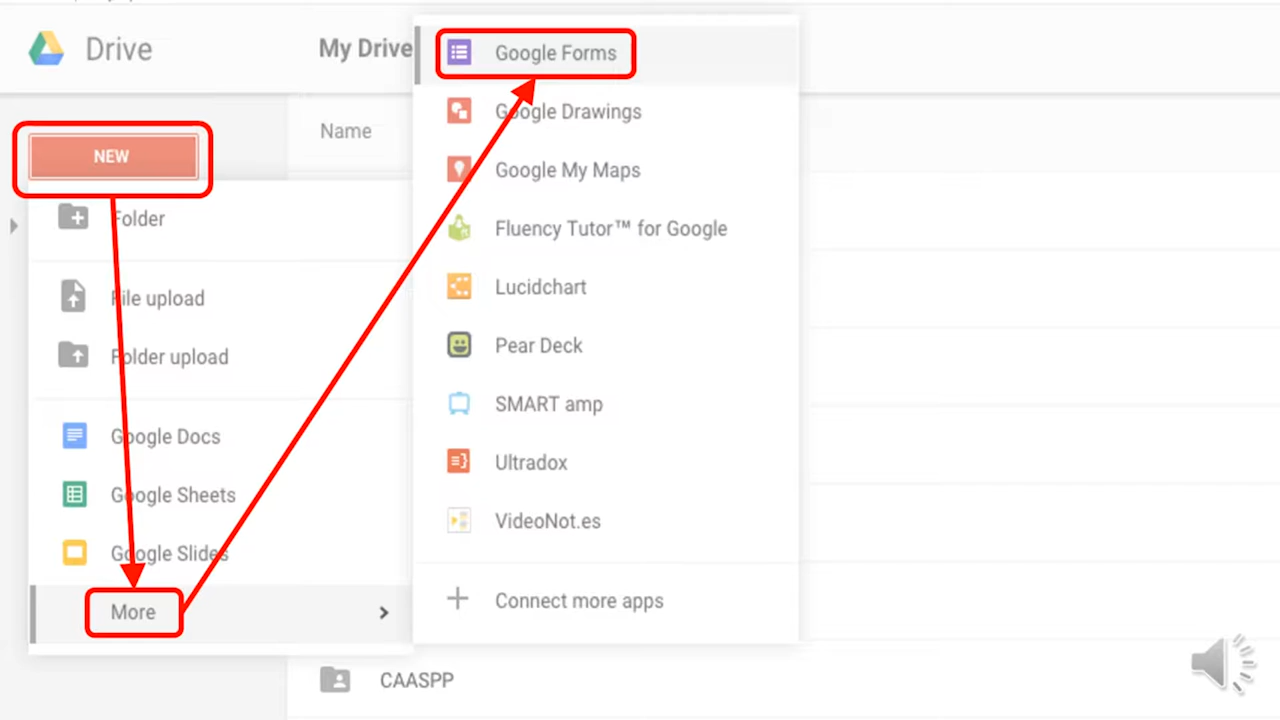 Drive
My Drive
NEW
Name
Folder
File upload
Folder upload
Google Docs
Google Sheets
Google Slides
More
Google Forms
Google Drawings
Google My Maps
Fluency Tutor™ for Google
Lucidchart
Pear Deck
SMART amp
Ultradox
VideoNot.es
Connect more apps
CAASPP